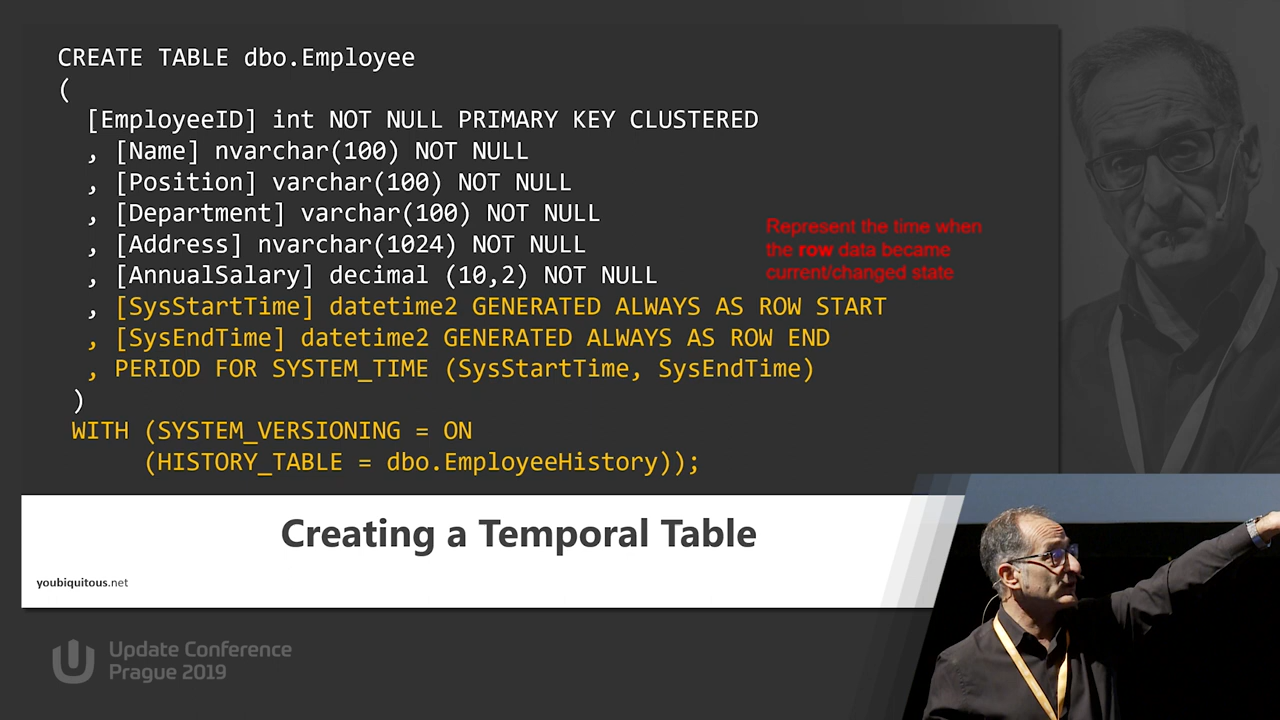 CREATE TABLE dbo.Employee
(
[EmployeeID] int NOT NULL PRIMARY KEY CLUSTERED
, [Name] nvarchar(100) NOT NULL
, [Position] varchar(100) NOT NULL
, [Department] varchar(100) NOT NULL
, [Address] nvarchar(1024) NOT NULL
, [AnnualSalary] decimal (10,2) NOT NULL
, [SysStartTime] datetime2 GENERATED ALWAYS AS ROW START
, [SysEndTime] datetime2 GENERATED ALWAYS AS ROW END
, PERIOD FOR SYSTEM_TIME (SysStartTime, SysEndTime)
)
WITH (SYSTEM_VERSIONING = ON
(HISTORY_TABLE = dbo.EmployeeHistory));
Represent the time when
the row data became
current/changed state
Creating a Temporal Table
youbiquitous.net
Update Conference
Prague 2019